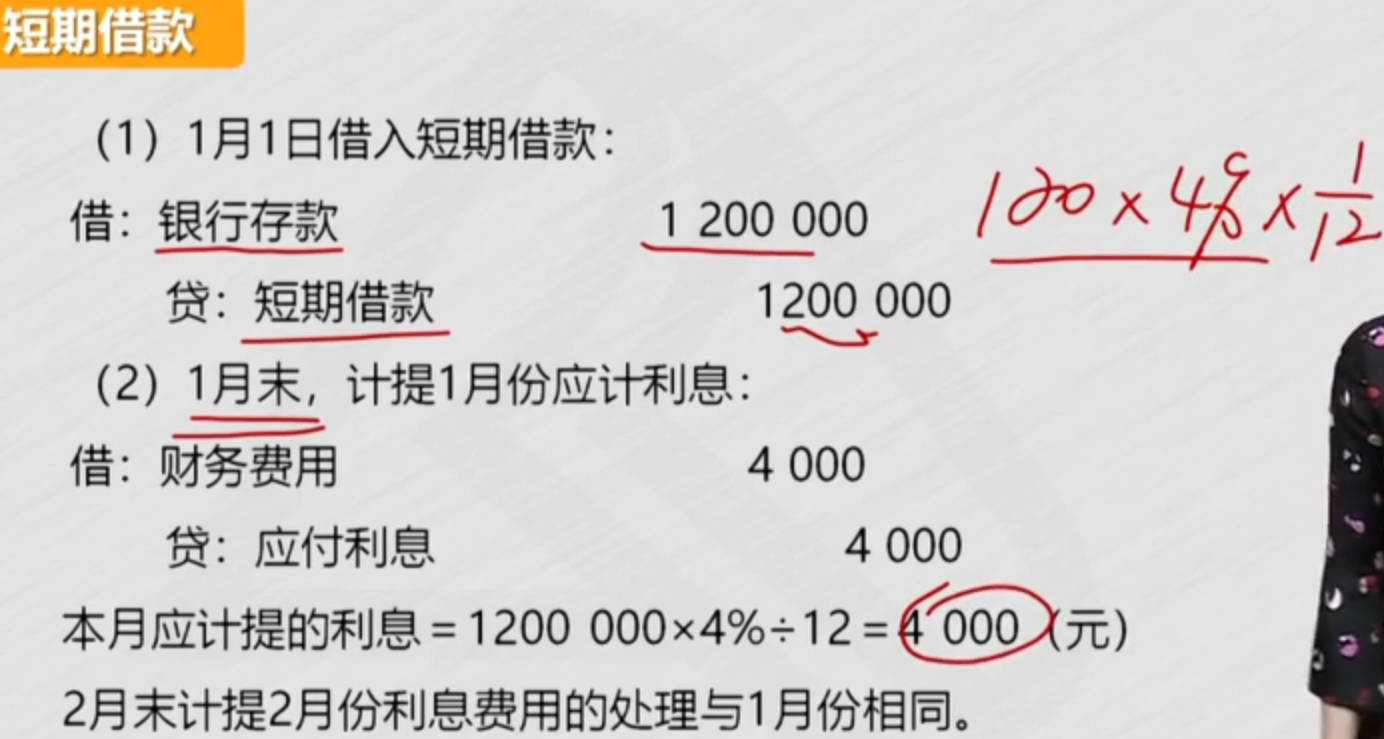 短期借款
（1）1月1日借入短期借款：
借：银行存款 1 200 000
120 × 4% × 1/12
贷：短期借款 1200 000
（2）1月末，计提1月份应计利息：
借：财务费用 4 000
贷：应付利息 4 000
本月应计提的利息＝1200 000×4%÷12＝4 000（元）
2月末计提2月份利息费用的处理与1月份相同。